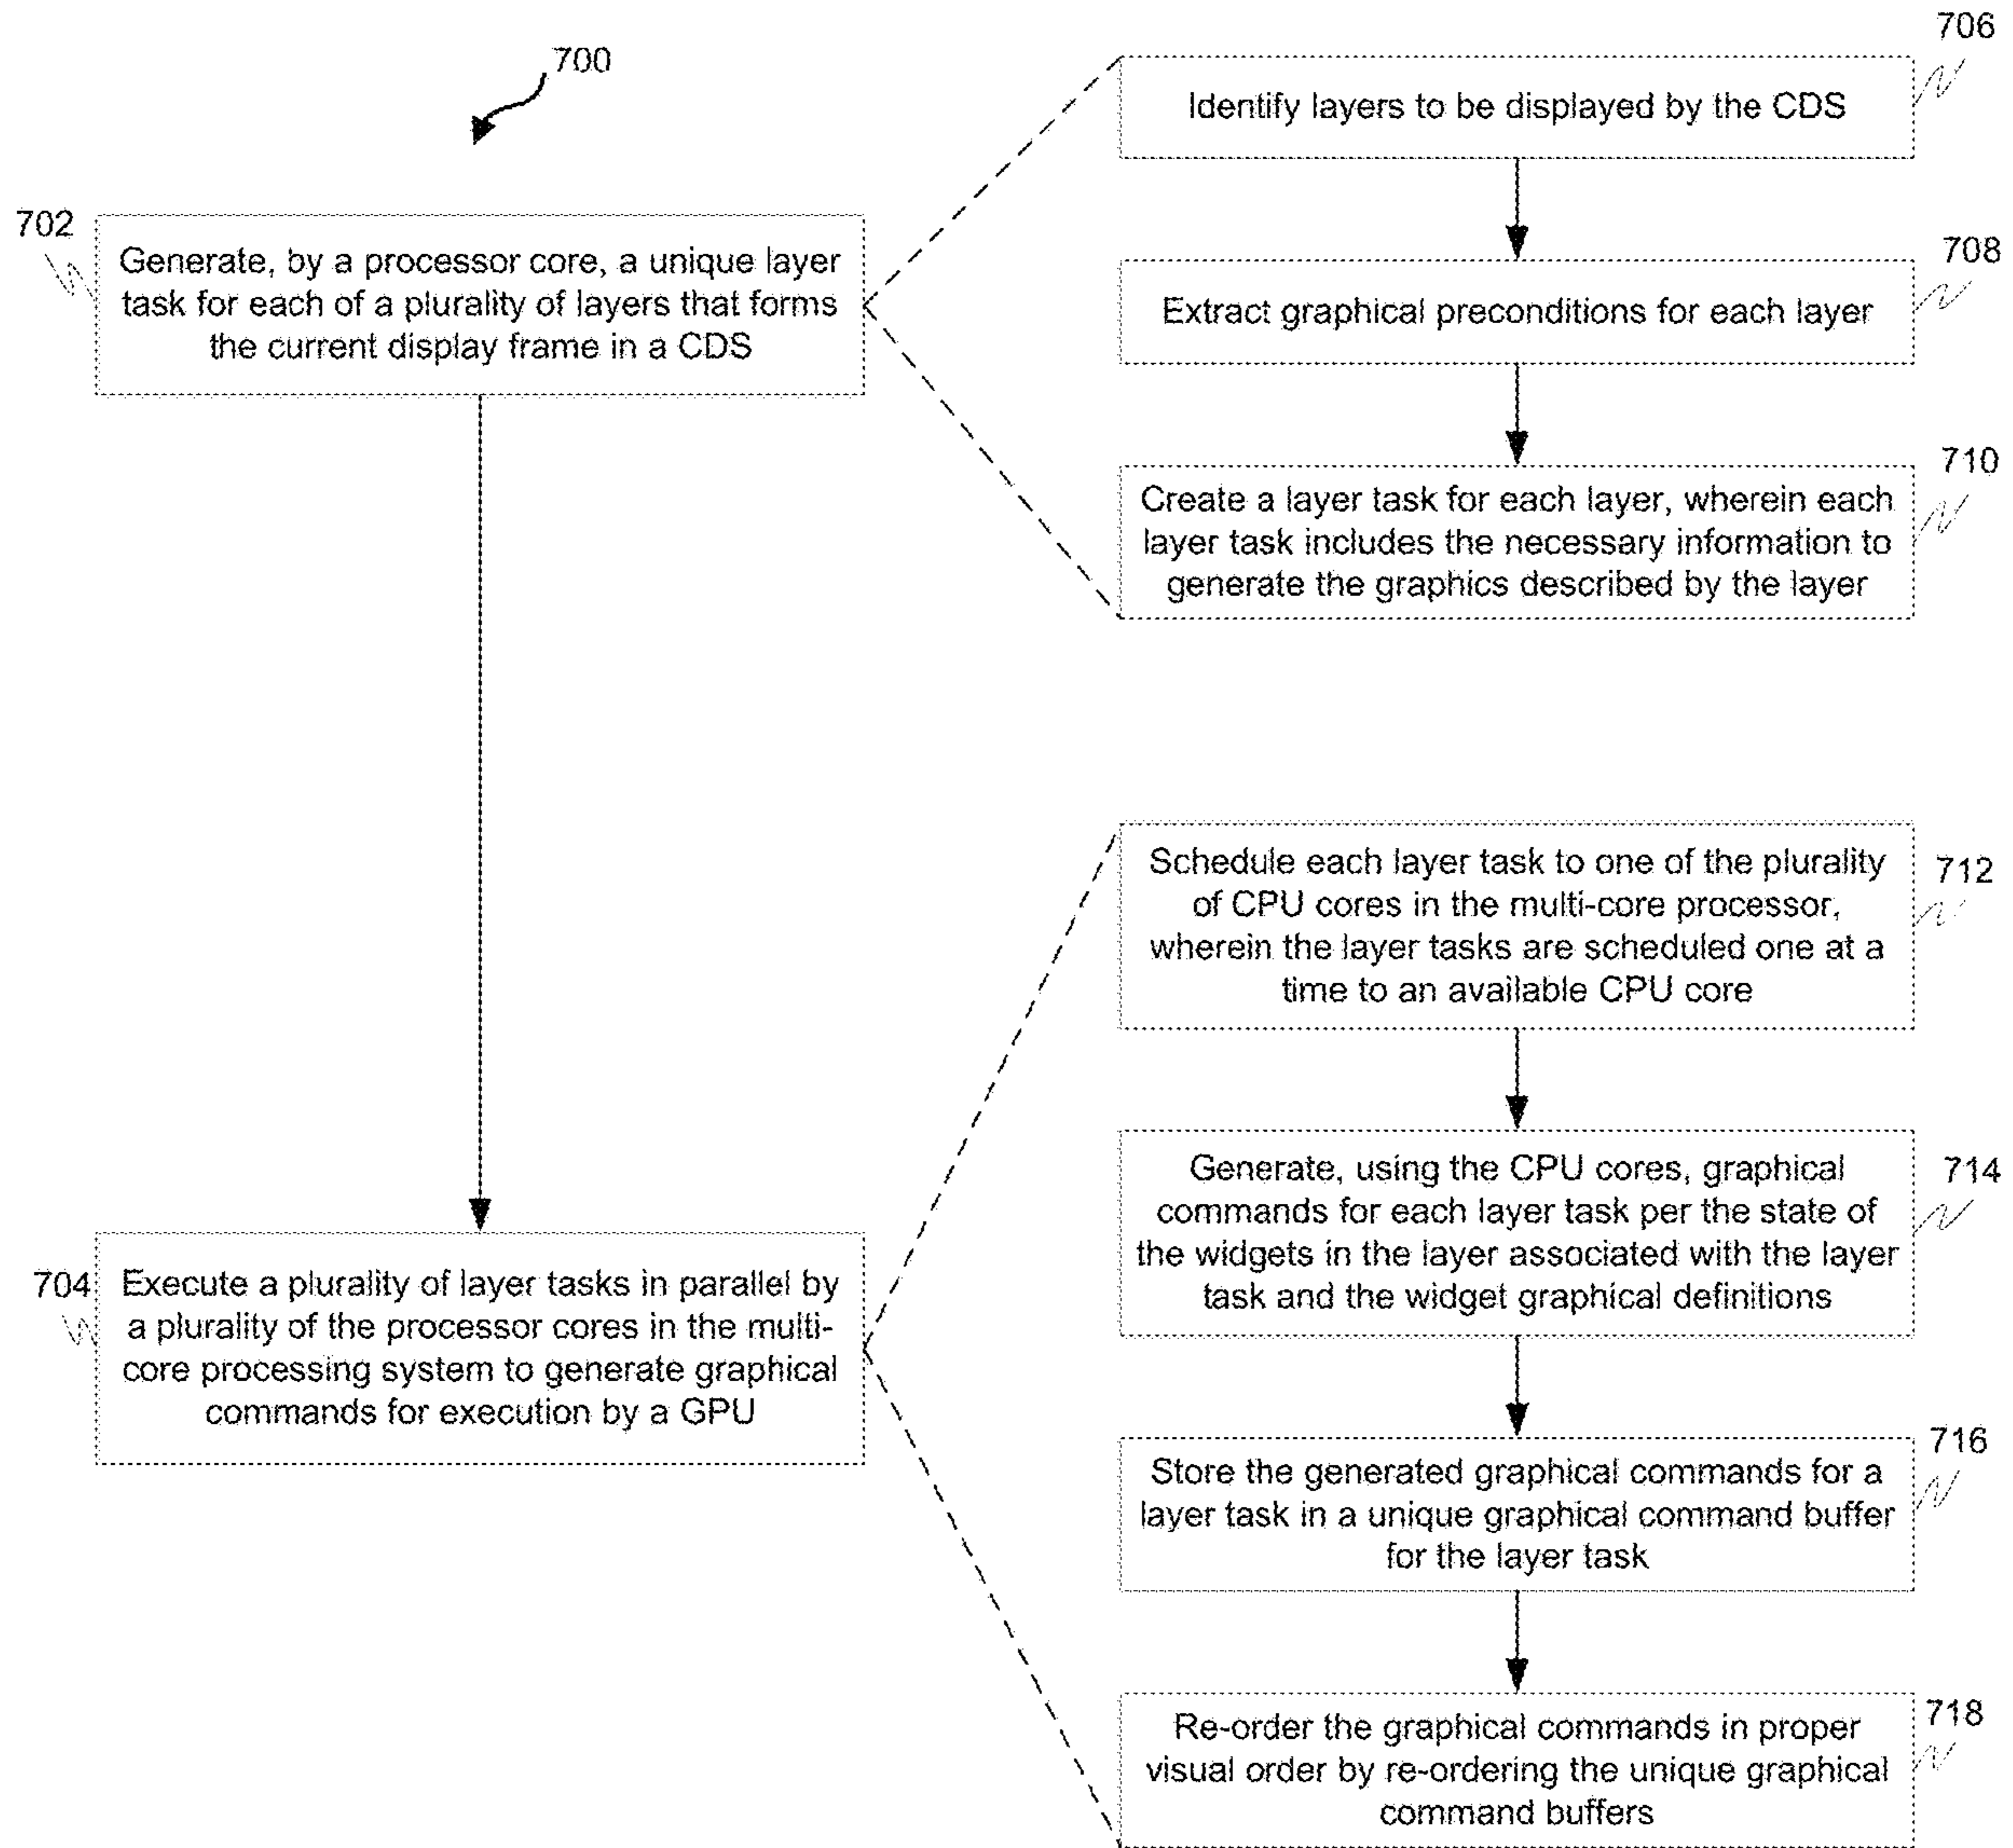 700
702
Generate, by a processor core, a unique layer
task for each of a plurality of layers that forms
the current display frame in a CDS
704
Execute a plurality of layer tasks in parallel by
a plurality of the processor cores in the multi-
core processing system to generate graphical
commands for execution by a GPU
706
Identify layers to be displayed by the CDS
708
Extract graphical preconditions for each layer
710
Create a layer task for each layer, wherein each
layer task includes the necessary information to
generate the graphics described by the layer
712
Schedule each layer task to one of the plurality
of CPU cores in the multi-core processor,
wherein the layer tasks are scheduled one at a
time to an available CPU core
714
Generate, using the CPU cores, graphical
commands for each layer task per the state of
the widgets in the layer associated with the layer
task and the widget graphical definitions
716
Store the generated graphical commands for a
layer task in a unique graphical command buffer
for the layer task
718
Re-order the graphical commands in proper
visual order by re-ordering the unique graphical
command buffers